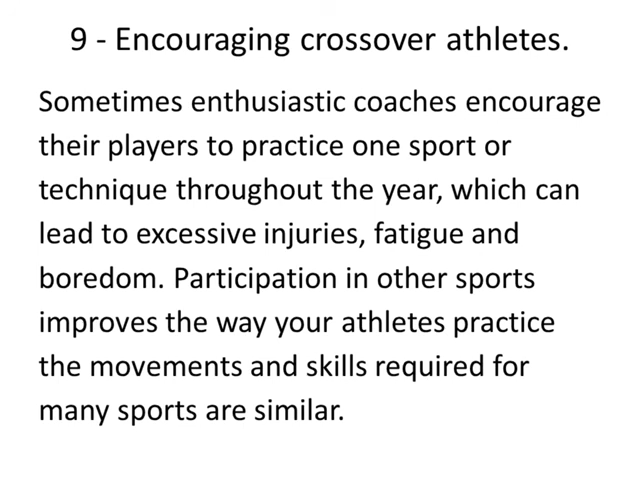 9 - Encouraging crossover athletes.
Sometimes enthusiastic coaches encourage
their players to practice one sport or
technique throughout the year, which can
lead to excessive injuries, fatigue and
boredom. Participation in other sports
improves the way your athletes practice
the movements and skills required for
many sports are similar.